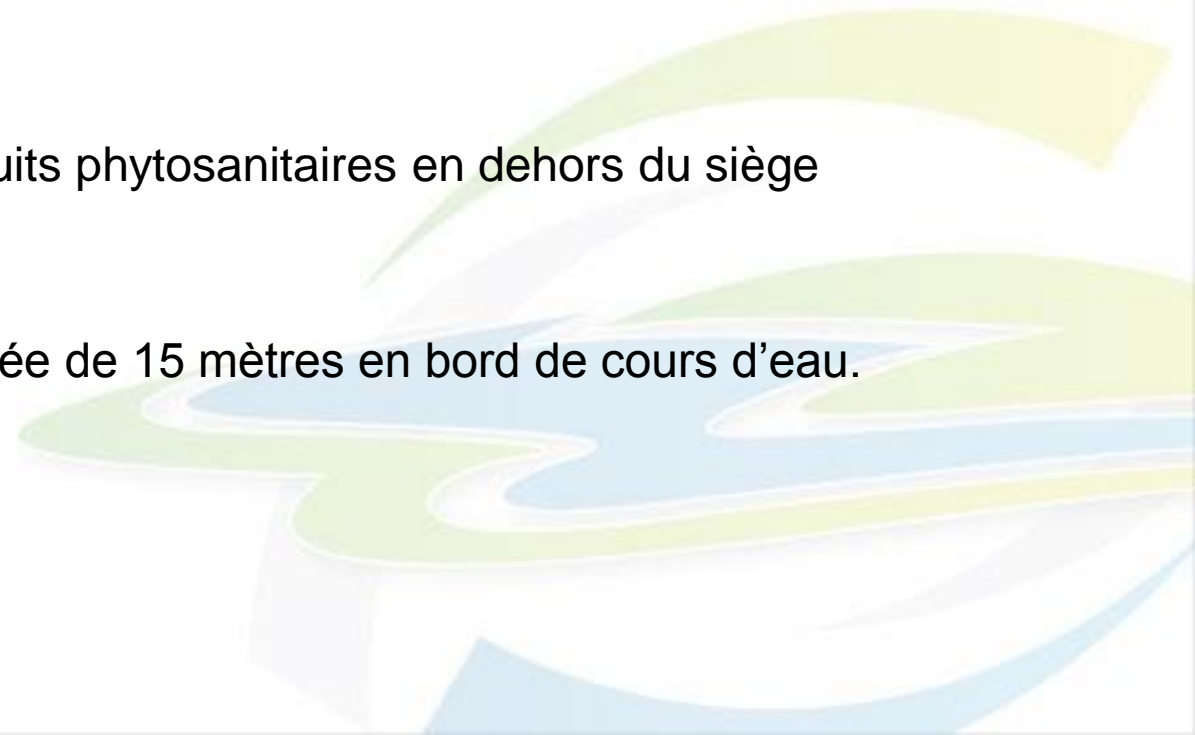 uits phytosanitaires en dehors du siège
ée de 15 mètres en bord de cours d’eau.